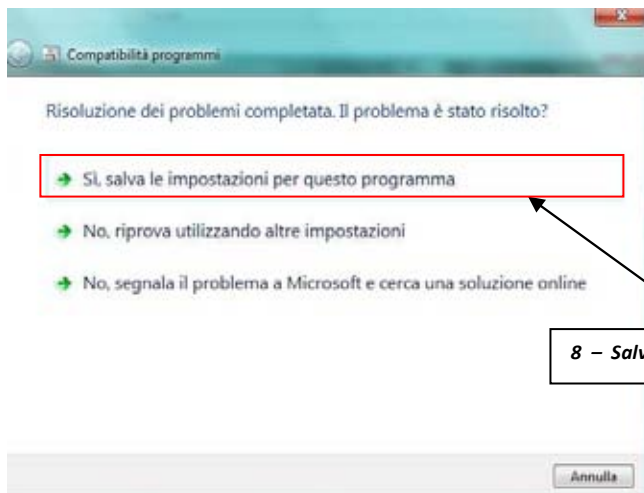 Compatibilità programmi
Risoluzione dei problemi completata. Il problema è stato risolto?
Sì, salva le impostazioni per questo programma
No, riprova utilizzando altre impostazioni
No, segnala il problema a Microsoft e cerca una soluzione online
8 – Salv
Annulla